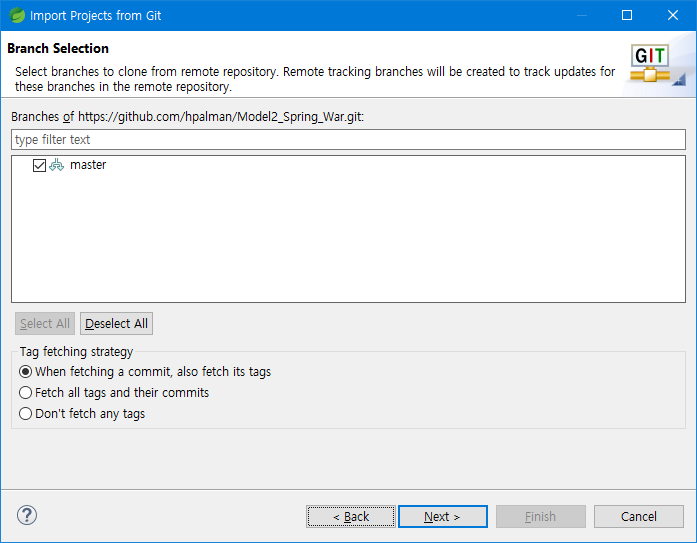 Import Projects from Git
Branch Selection
Select branches to clone from remote repository. Remote tracking branches will be created to track updates for
these branches in the remote repository.
GIT
Branches of https://github.com/hpalman/Model2_Spring_War.git:
type filter text
master
Select All
Deselect All
Tag fetching strategy
When fetching a commit, also fetch its tags
Fetch all tags and their commits
Don't fetch any tags
?
< Back
Next >
Finish
Cancel